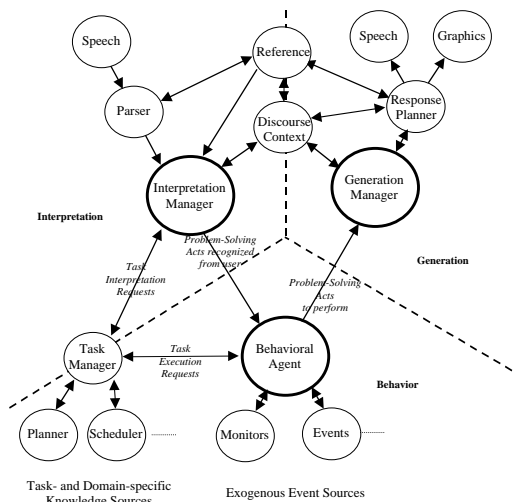 Speech
Reference
Speech
Graphics
Parser
Response
Planner
Discourse
Context
Interpretation
Manager
Generation
Manager
Interpretation
Generation
Task
Interpretation
Requests
Problem-Solving
Acts recognized
from user
Problem-Solving
Acts
to perform
Task
Manager
Task
Execution
Requests
Behavioral
Agent
Behavior
Planner
Scheduler
Monitors
Events
Task- and Domain-specific
Knowledge Sources
Exogenous Event Sources